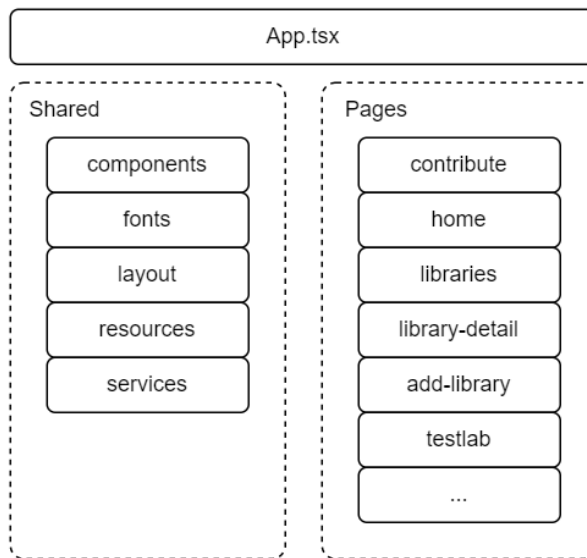 App.tsx
Shared
components
fonts
layout
resources
services
Pages
contribute
home
libraries
library-detail
add-library
testlab
...